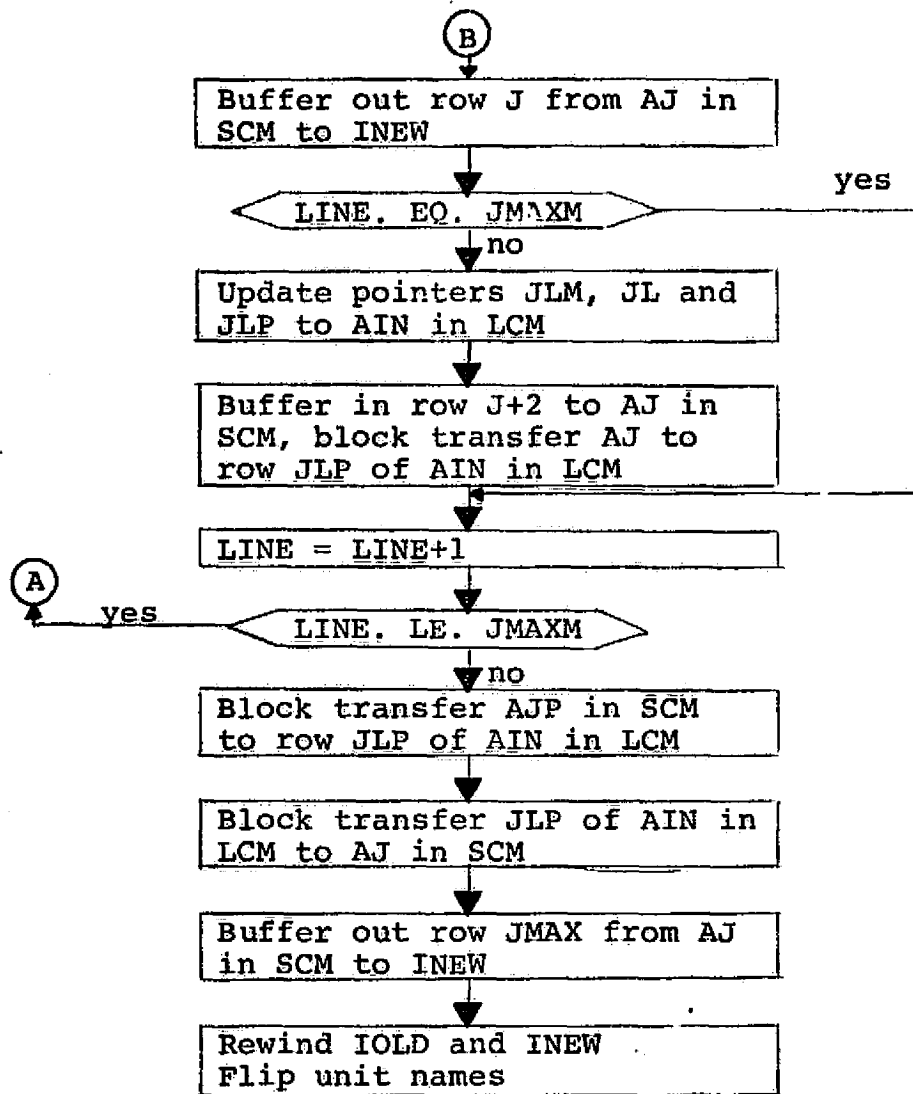 B
Buffer out row J from AJ in
SCM to INEW
yes
LINE. EQ. JMAXM
no
Update pointers JLM, JL and
JLP to AIN in LCM
Buffer in row J+2 to AJ in
SCM, block transfer AJ to
row JLP of AIN in LCM
LINE = LINE+1
A
yes
LINE. LE. JMAXM
no
Block transfer AJP in SCM
to row JLP of AIN in LCM
Block transfer JLP of AIN in
LCM to AJ in SCM
Buffer out row JMAX from AJ
in SCM to INEW
Rewind IOLD and INEW
Flip unit names